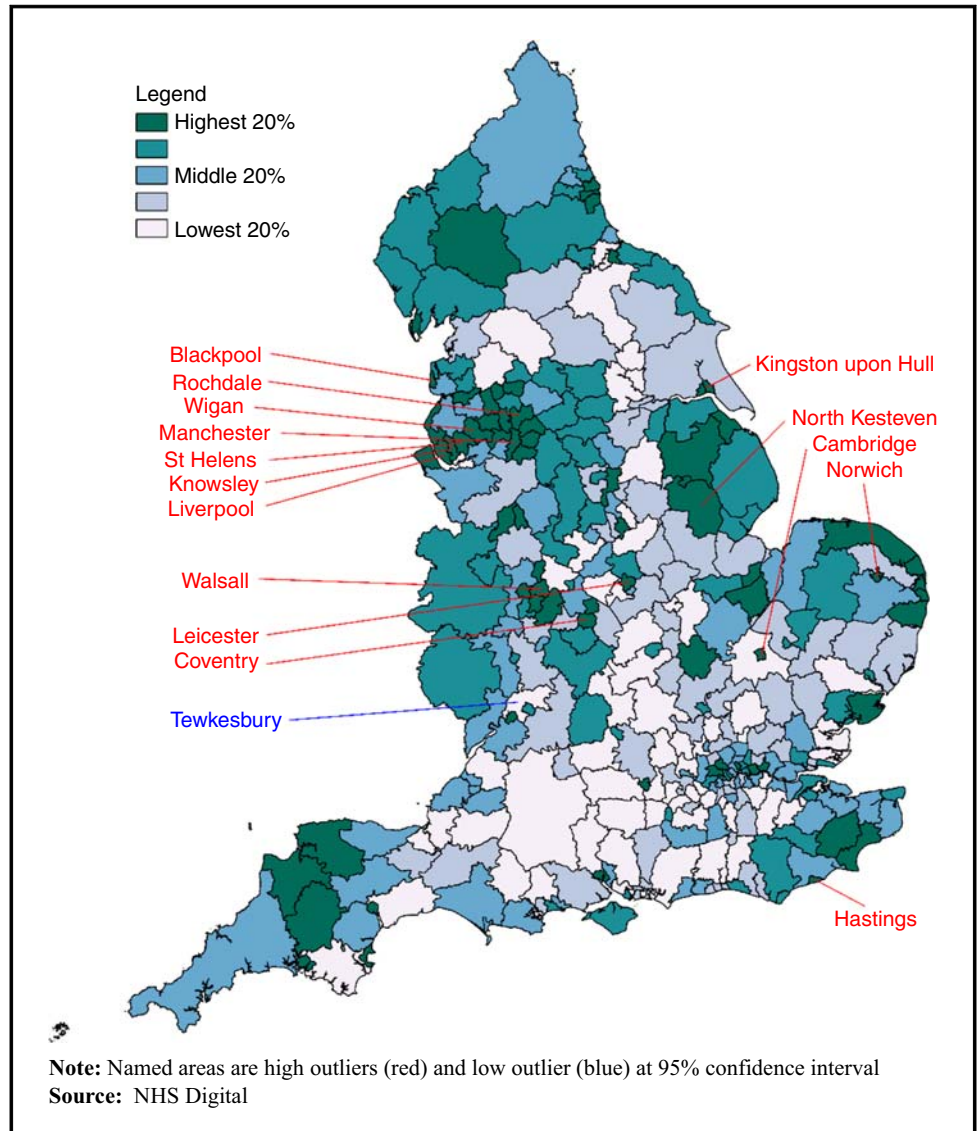 Legend
Highest 20%
Middle 20%
Lowest 20%
Blackpool
Rochdale
Wigan
Manchester
St Helens
Knowsley
Liverpool
Kingston upon Hull
North Kesteven
Cambridge
Norwich
Walsall
Leicester
Coventry
Tewkesbury
Hastings
Note: Named areas are high outliers (red) and low outlier (blue) at 95% confidence interval
Source: NHS Digital